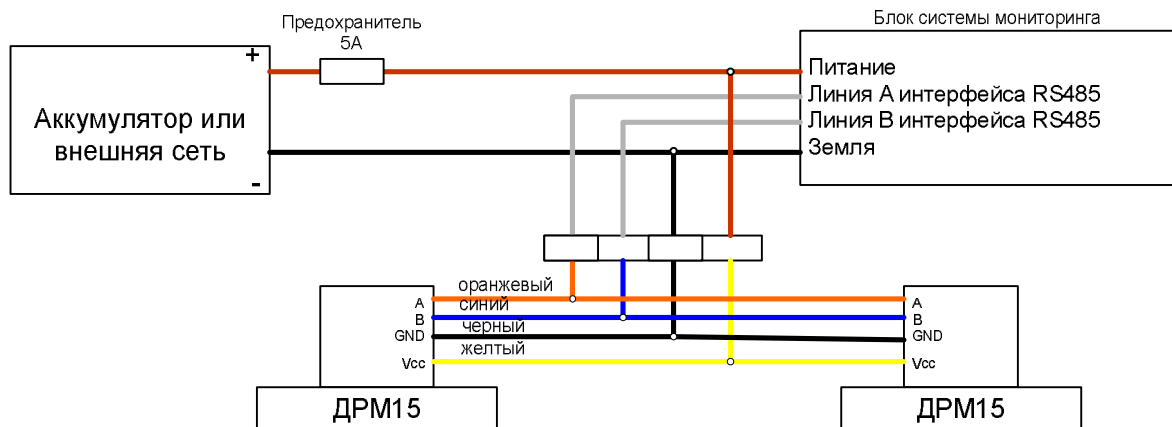 Предохранитель
5А
Блок системы мониторинга
+
Аккумулятор или
внешняя сеть
-
Питание
Линия А интерфейса RS485
Линия В интерфейса RS485
Земля
оранжевый
синий
черный
желтый
A
B
GND
Vcc
A
B
GND
Vcc
ДРМ15
ДРМ15